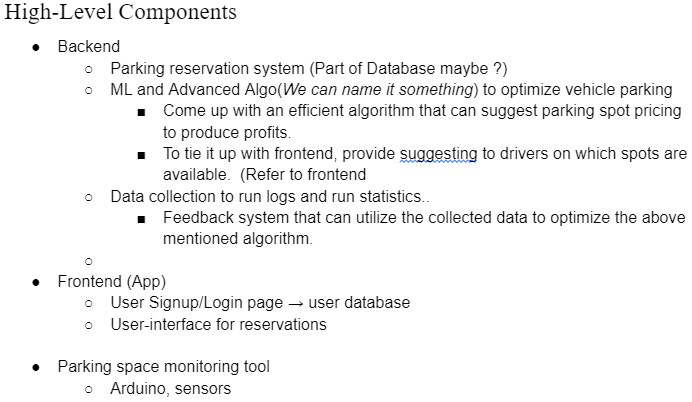 High-Level Components
● Backend
○ Parking reservation system (Part of Database maybe ?)
○ ML and Advanced Algo(We can name it something) to optimize vehicle parking
■ Come up with an efficient algorithm that can suggest parking spot pricing
to produce profits.
■ To tie it up with frontend, provide suggesting to drivers on which spots are
available.  (Refer to frontend
○ Data collection to run logs and run statistics..
■ Feedback system that can utilize the collected data to optimize the above
mentioned algorithm.
○
● Frontend (App)
○ User Signup/Login page → user database
○ User-interface for reservations
● Parking space monitoring tool
○ Arduino, sensors